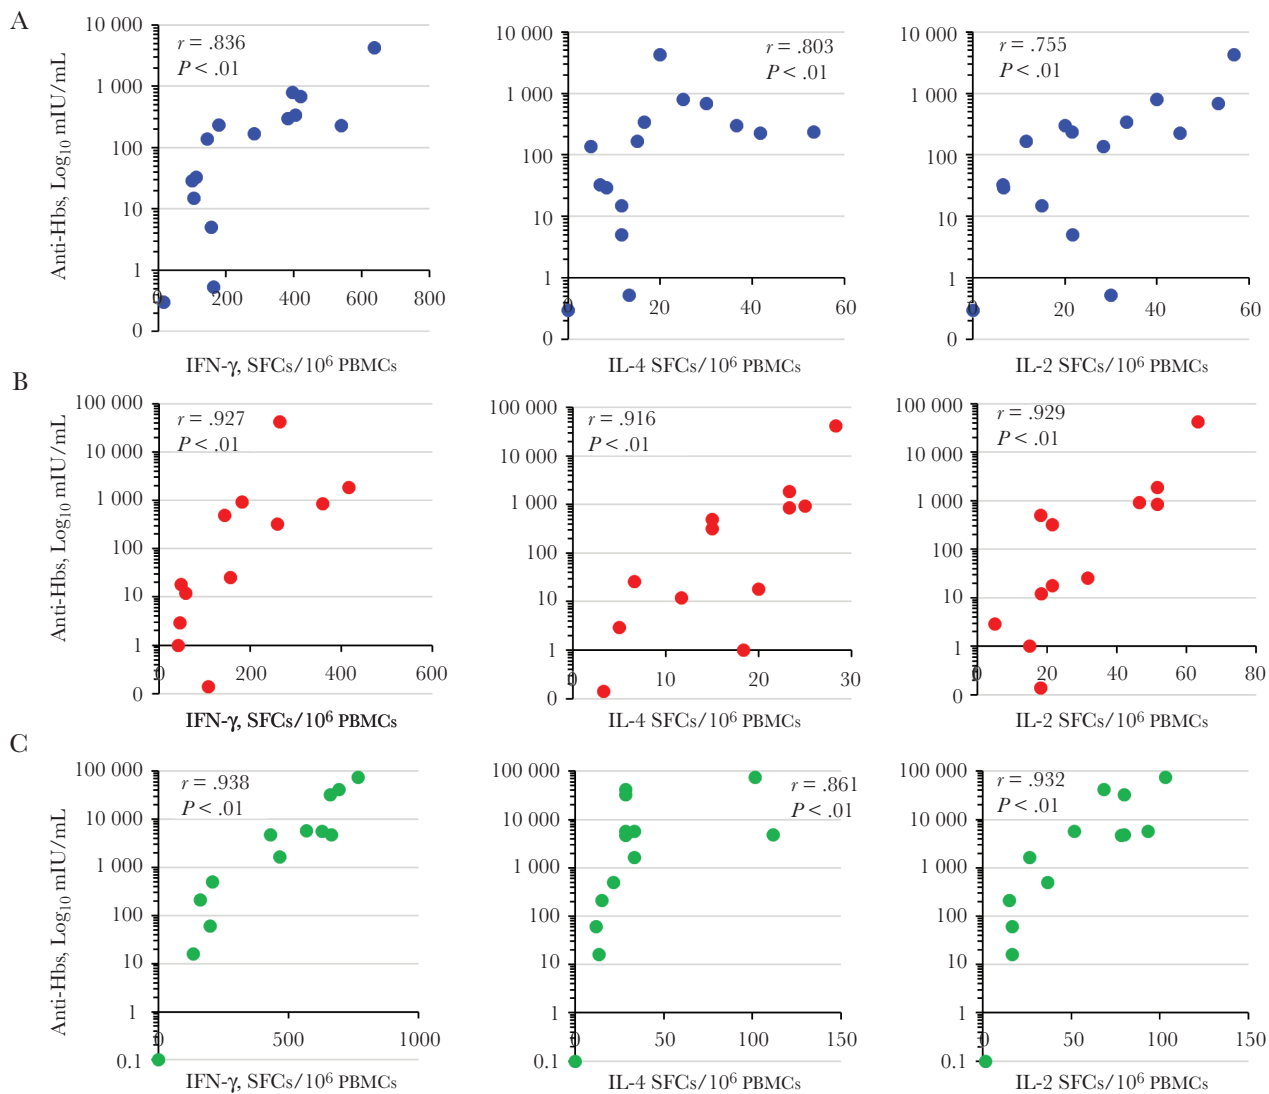 A
Anti-Hbs, Log10 mIU/mL
10 000
1 000
100
10
1
0
r = .836
P < .01
0 200 400 600 800
IFN-γ, SFCs/10⁶ PBMCs
10 000
1 000
100
10
1
0
r = .803
P < .01
0 20 40 60
IL-4 SFCs/10⁶ PBMCs
10 000
1 000
100
10
1
0
r = .755
P < .01
0 20 40 60
IL-2 SFCs/10⁶ PBMCs
B
Anti-Hbs, Log10 mIU/mL
100 000
10 000
1 000
100
10
1
0
r = .927
P < .01
0 200 400 600
IFN-γ, SFCs/10⁶ PBMCs
100 000
10 000
1 000
100
10
1
0
r = .916
P < .01
0 10 20 30
IL-4 SFCs/10⁶ PBMCs
100 000
10 000
1 000
100
10
1
0
r = .929
P < .01
0 20 40 60 80
IL-2 SFCs/10⁶ PBMCs
C
Anti-Hbs, Log10 mIU/mL
100 000
10 000
1 000
100
10
1
0.1
r = .938
P < .01
0 500 1000
IFN-γ, SFCs/10⁶ PBMCs
100 000
10 000
1 000
100
10
1
0.1
r = .861
P < .01
0 50 100 150
IL-4 SFCs/10⁶ PBMCs
100 000
10 000
1 000
100
10
1
0.1
r = .932
P < .01
0 50 100 150
IL-2 SFCs/10⁶ PBMCs